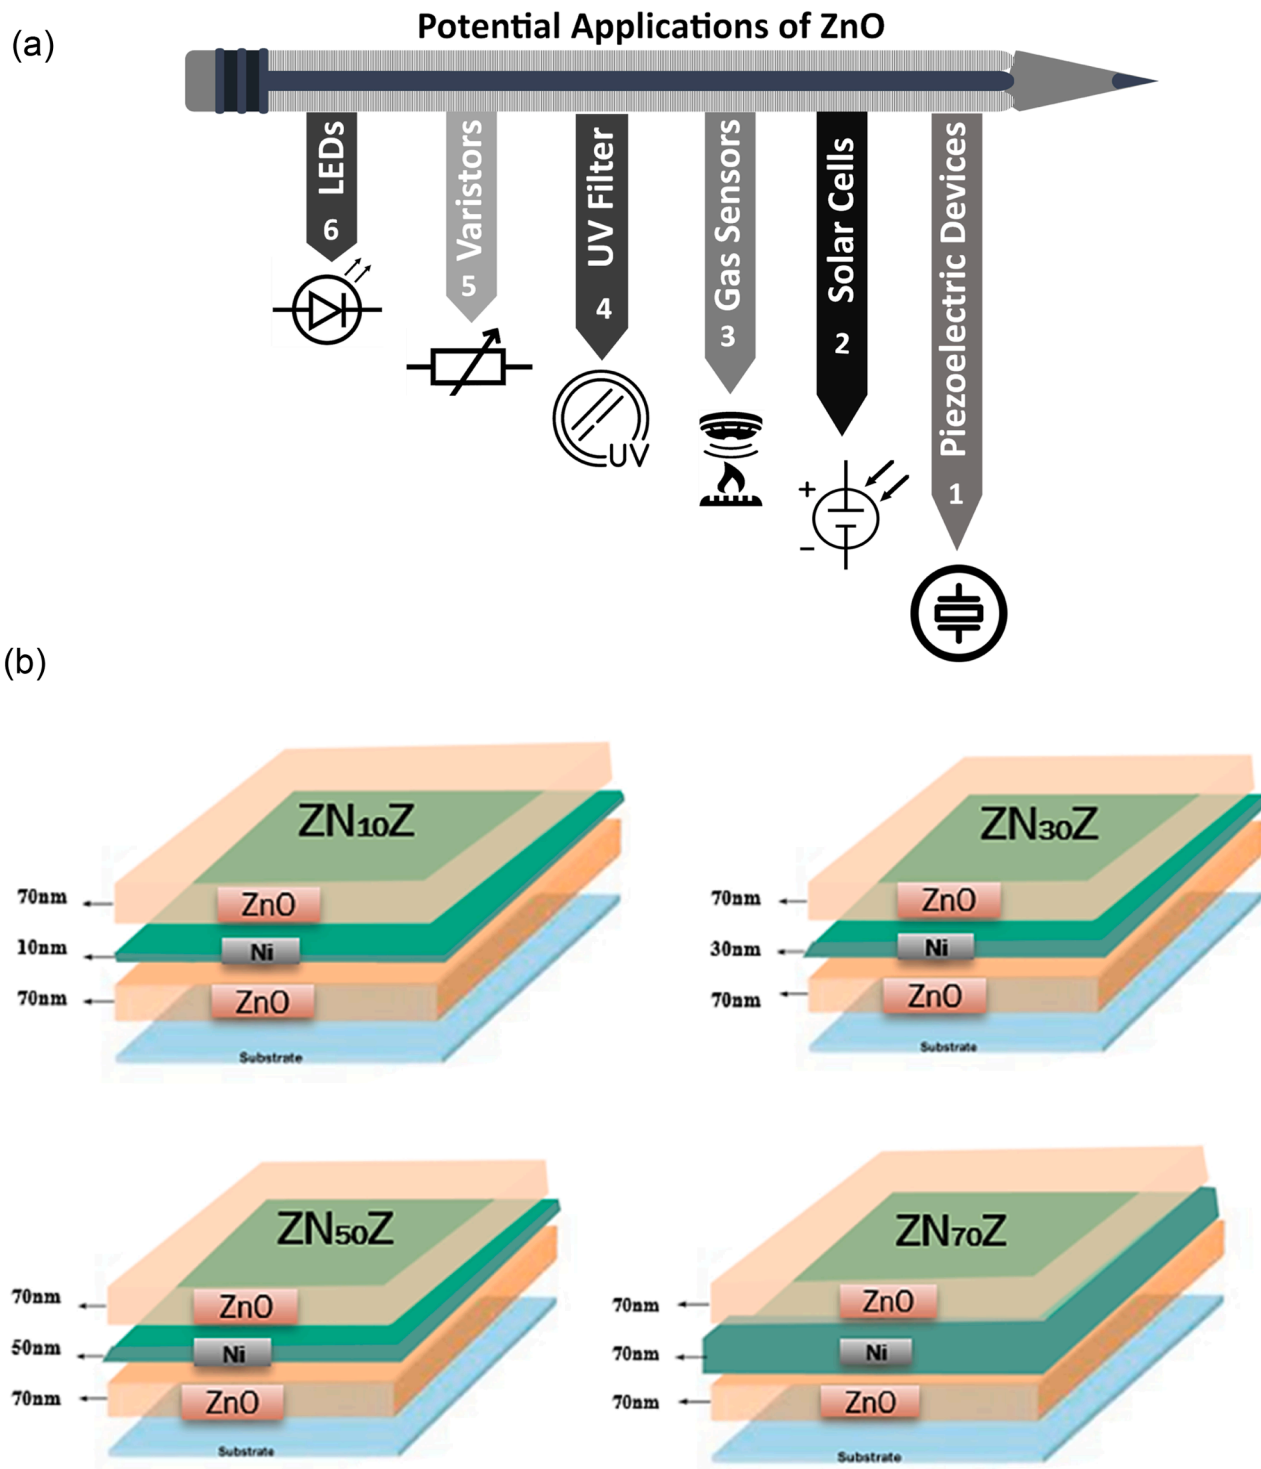 (a)
Potential Applications of ZnO
LEDs
6
Varistors
5
UV Filter
4
Gas Sensors
3
Solar Cells
2
Piezoelectric Devices
1
UV
+
−
(b)
ZN10Z
70nm
ZnO
10nm
Ni
70nm
ZnO
Substrate
ZN30Z
70nm
ZnO
30nm
Ni
70nm
ZnO
Substrate
ZN50Z
70nm
ZnO
50nm
Ni
70nm
ZnO
Substrate
ZN70Z
70nm
ZnO
70nm
Ni
70nm
ZnO
Substrate